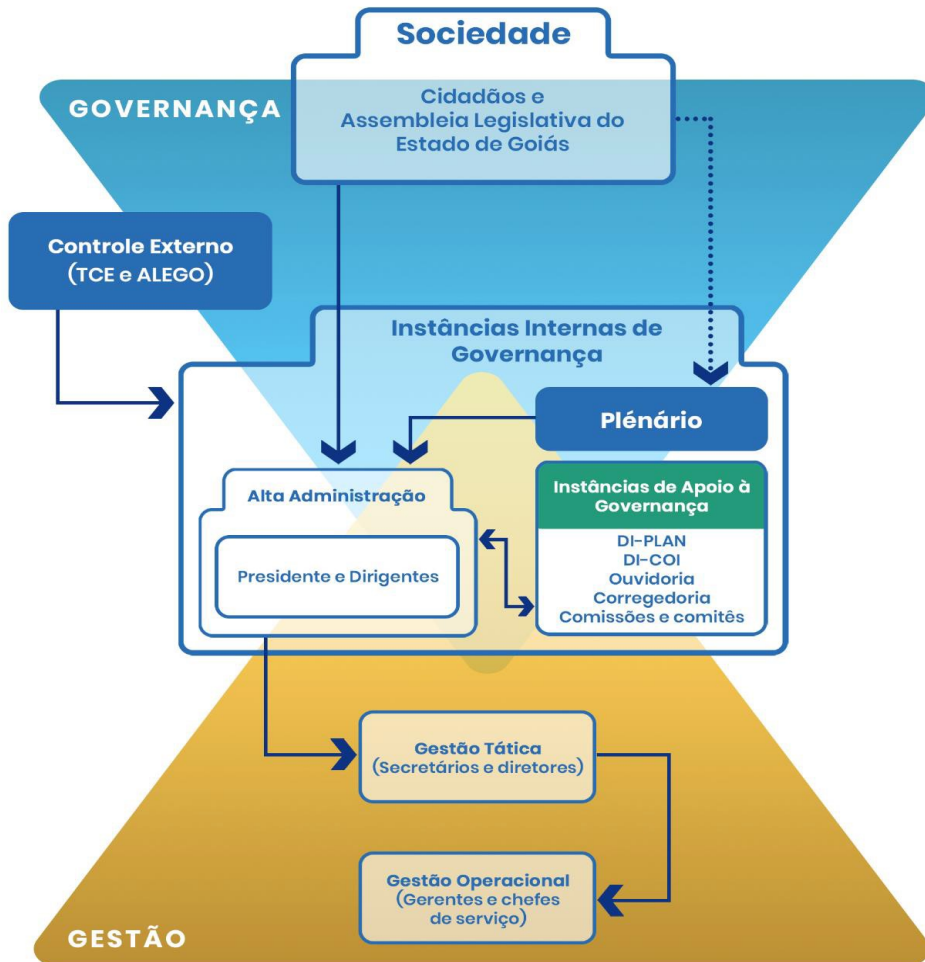 Sociedade
GOVERNANÇA
Cidadãos e
Assembleia Legislativa do
Estado de Goiás
Controle Externo
(TCE e ALEGO)
Instâncias Internas de
Governança
Plénário
Alta Administração
Presidente e Dirigentes
Instâncias de Apoio à
Governança
DI-PLAN
DI-COI
Ouvidoria
Corregedoria
Comissões e comitês
Gestão Tática
(Secretários e diretores)
Gestão Operacional
(Gerentes e chefes
de serviço)
GESTÃO